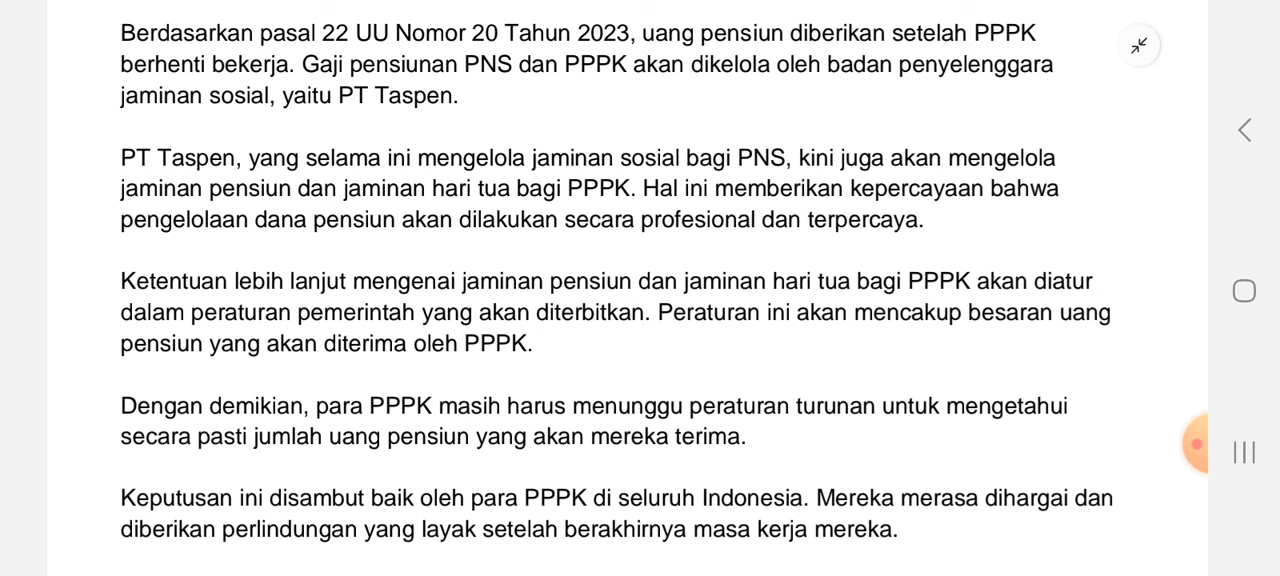 Berdasarkan pasal 22 UU Nomor 20 Tahun 2023, uang pensiun diberikan setelah PPPK
berhenti bekerja. Gaji pensiunan PNS dan PPPK akan dikelola oleh badan penyelenggara
jaminan sosial, yaitu PT Taspen.
PT Taspen, yang selama ini mengelola jaminan sosial bagi PNS, kini juga akan mengelola
jaminan pensiun dan jaminan hari tua bagi PPPK. Hal ini memberikan kepercayaan bahwa
pengelolaan dana pensiun akan dilakukan secara profesional dan terpercaya.
Ketentuan lebih lanjut mengenai jaminan pensiun dan jaminan hari tua bagi PPPK akan diatur
dalam peraturan pemerintah yang akan diterbitkan. Peraturan ini akan mencakup besaran uang
pensiun yang akan diterima oleh PPPK.
Dengan demikian, para PPPK masih harus menunggu peraturan turunan untuk mengetahui
secara pasti jumlah uang pensiun yang akan mereka terima.
Keputusan ini disambut baik oleh para PPPK di seluruh Indonesia. Mereka merasa dihargai dan
diberikan perlindungan yang layak setelah berakhirnya masa kerja mereka.